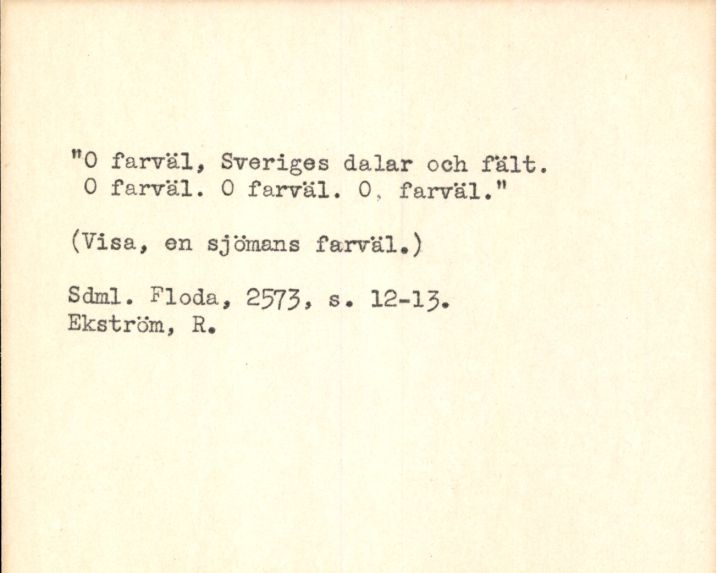 "O farväl, Sveriges dalar och fält.
O farväl. O farväl. O, farväl."
(Visa, en sjömans farväl.)
Sdml. Floda, 2573, s. 12-13.
Ekström, R.